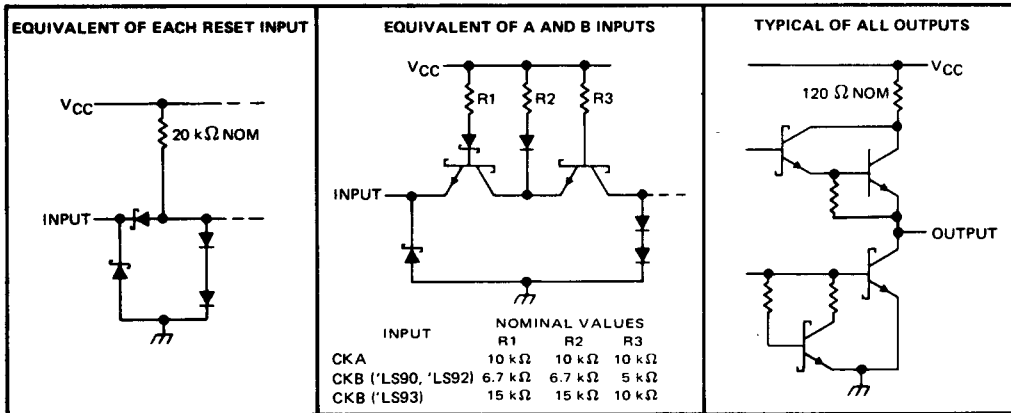 EQUIVALENT OF EACH RESET INPUT
VCC
20 kΩ NOM
INPUT
EQUIVALENT OF A AND B INPUTS
VCC
R1
R2
R3
INPUT
INPUT NOMINAL VALUES
R1 R2 R3
CKA 10 kΩ 10 kΩ 10 kΩ
CKB ('LS90, 'LS92) 6.7 kΩ 6.7 kΩ 5 kΩ
CKB ('LS93) 15 kΩ 15 kΩ 10 kΩ
TYPICAL OF ALL OUTPUTS
VCC
120 Ω NOM
OUTPUT